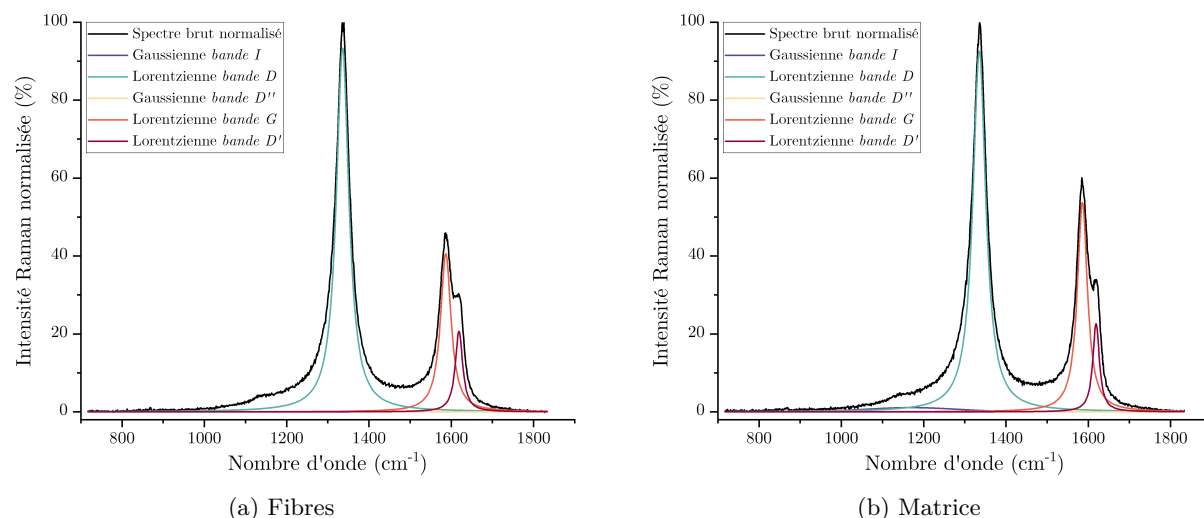 Intensité Raman normalisée (%)
100
80
60
40
20
0
Spectre brut normalisé
Gaussienne bande I
Lorentzienne bande D
Gaussienne bande D''
Lorentzienne bande G
Lorentzienne bande D'
800 1000 1200 1400 1600 1800
Nombre d'onde (cm⁻¹)
(a) Fibres
Intensité Raman normalisée (%)
100
80
60
40
20
0
Spectre brut normalisé
Gaussienne bande I
Lorentzienne bande D
Gaussienne bande D''
Lorentzienne bande G
Lorentzienne bande D'
800 1000 1200 1400 1600 1800
Nombre d'onde (cm⁻¹)
(b) Matrice